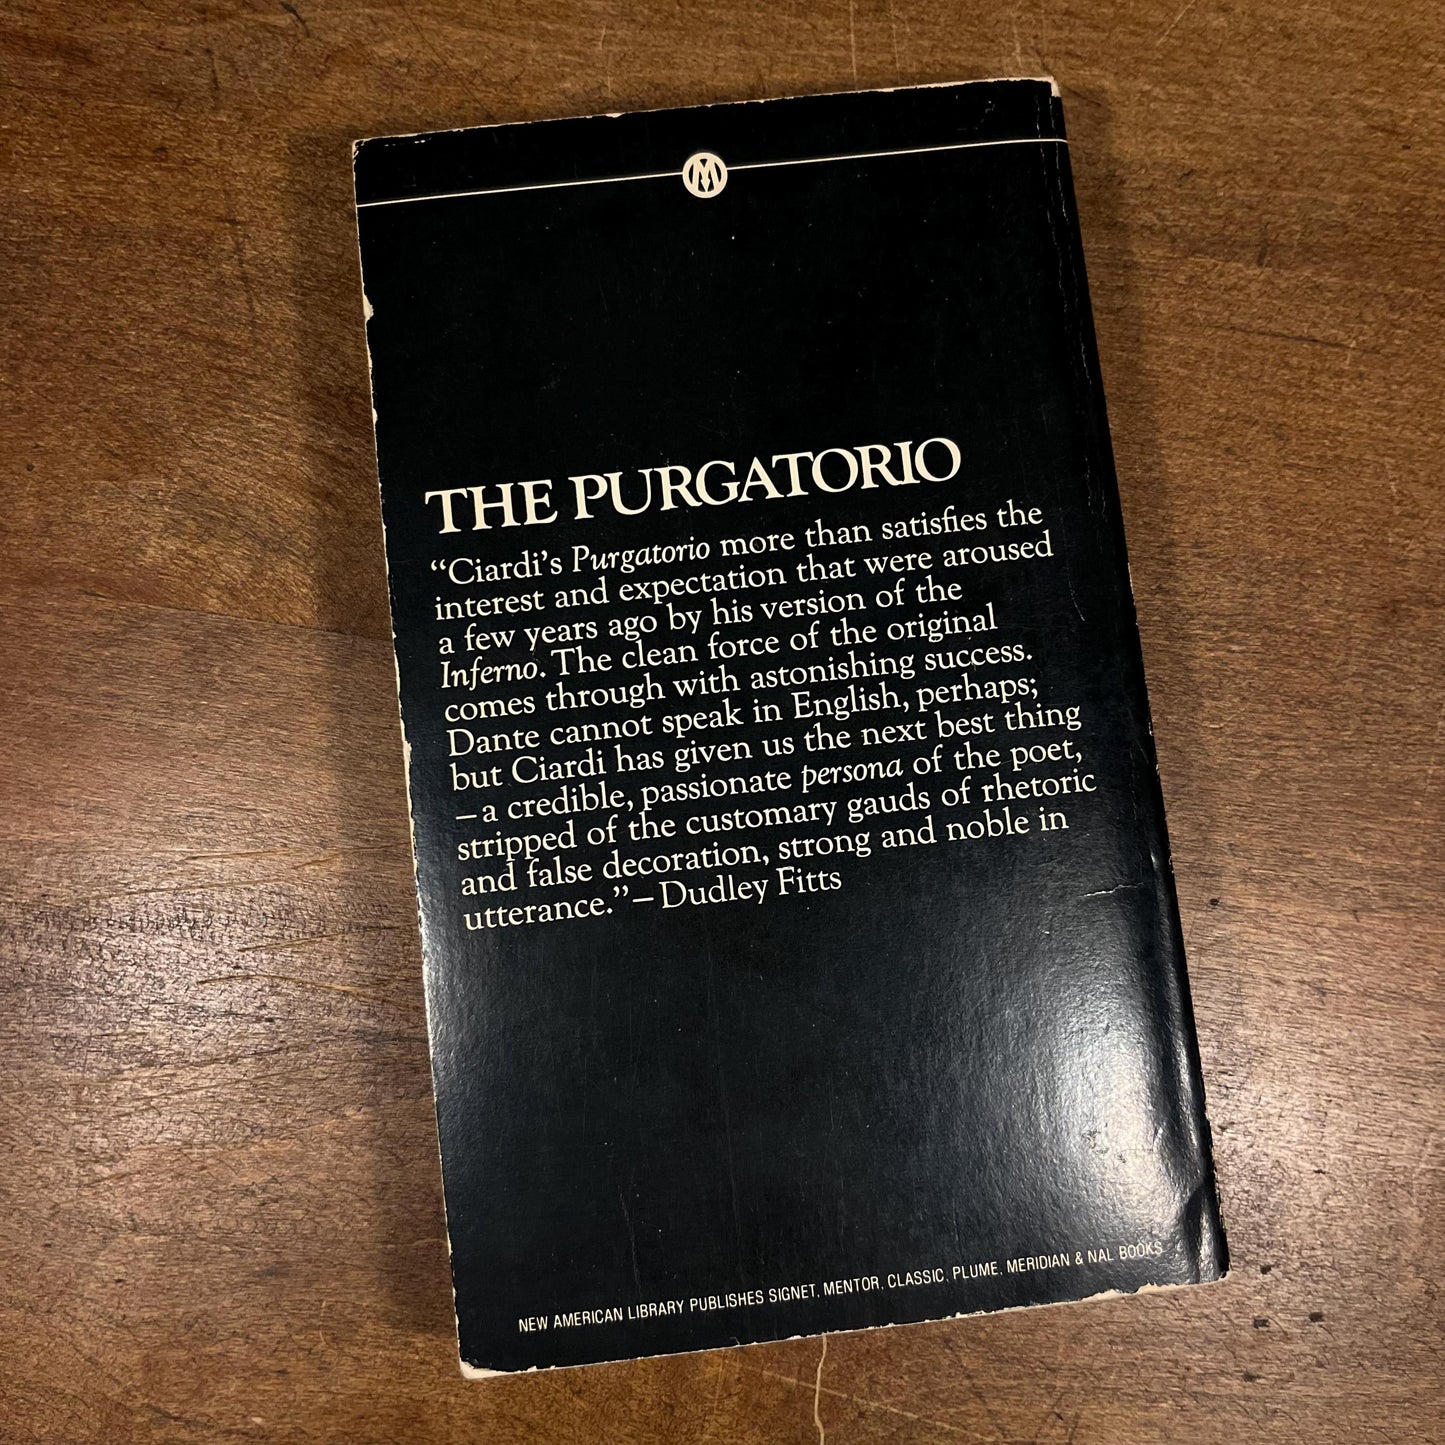 M
THE PURGATORIO
“Ciardi’s Purgatorio more than satisfies the
interest and expectation that were aroused
a few years ago by his version of the
Inferno. The clean force of the original
comes through with astonishing success.
Dante cannot speak in English, perhaps;
but Ciardi has given us the next best thing
—a credible, passionate persona of the poet,
stripped of the customary gauds of rhetoric
and false decoration, strong and noble in
utterance.”—Dudley Fitts
NEW AMERICAN LIBRARY PUBLISHES SIGNET, MENTOR, CLASSIC, PLUME, MERIDIAN & NAL BOOKS